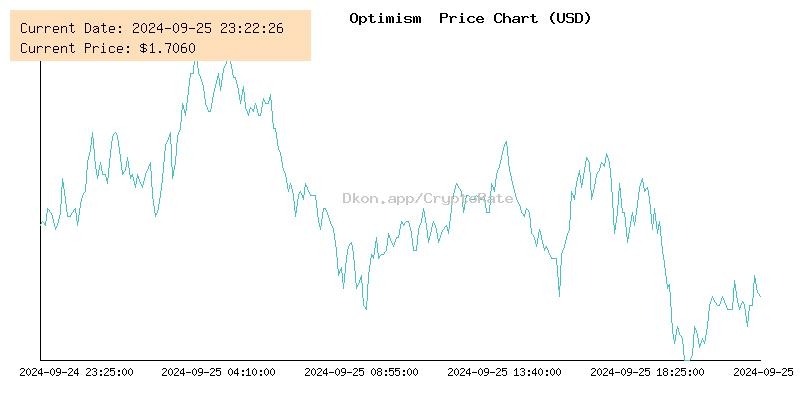 Optimism  Price Chart (USD)
Current Date: 2024-09-25 23:22:26
Current Price: $1.7060
Dkon.app/CryptoRate
2024-09-24 23:25:00 2024-09-25 04:10:00 2024-09-25 08:55:00 2024-09-25 13:40:00 2024-09-25 18:25:00 2024-09-25